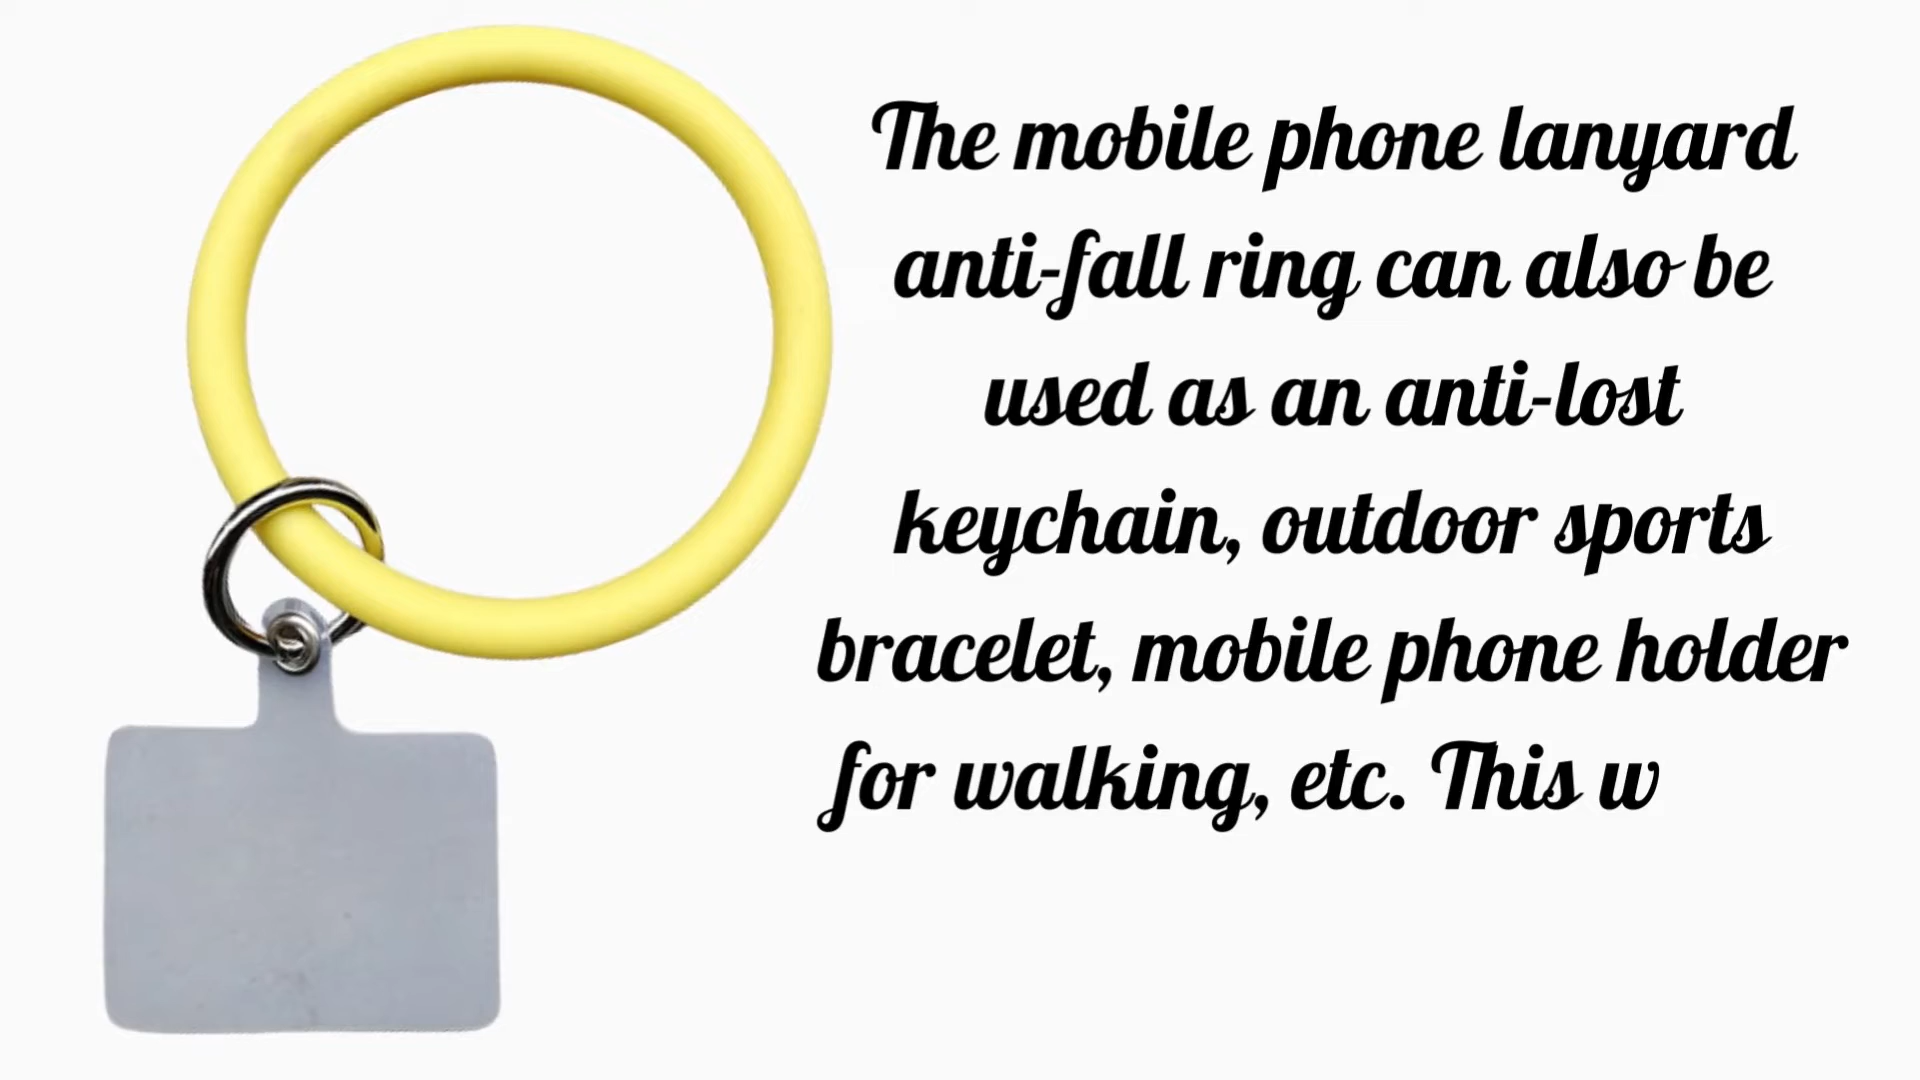 The mobile phone lanyard
anti-fall ring can also be
used as an anti-lost
keychain, outdoor sports
bracelet, mobile phone holder
for walking, etc. This w